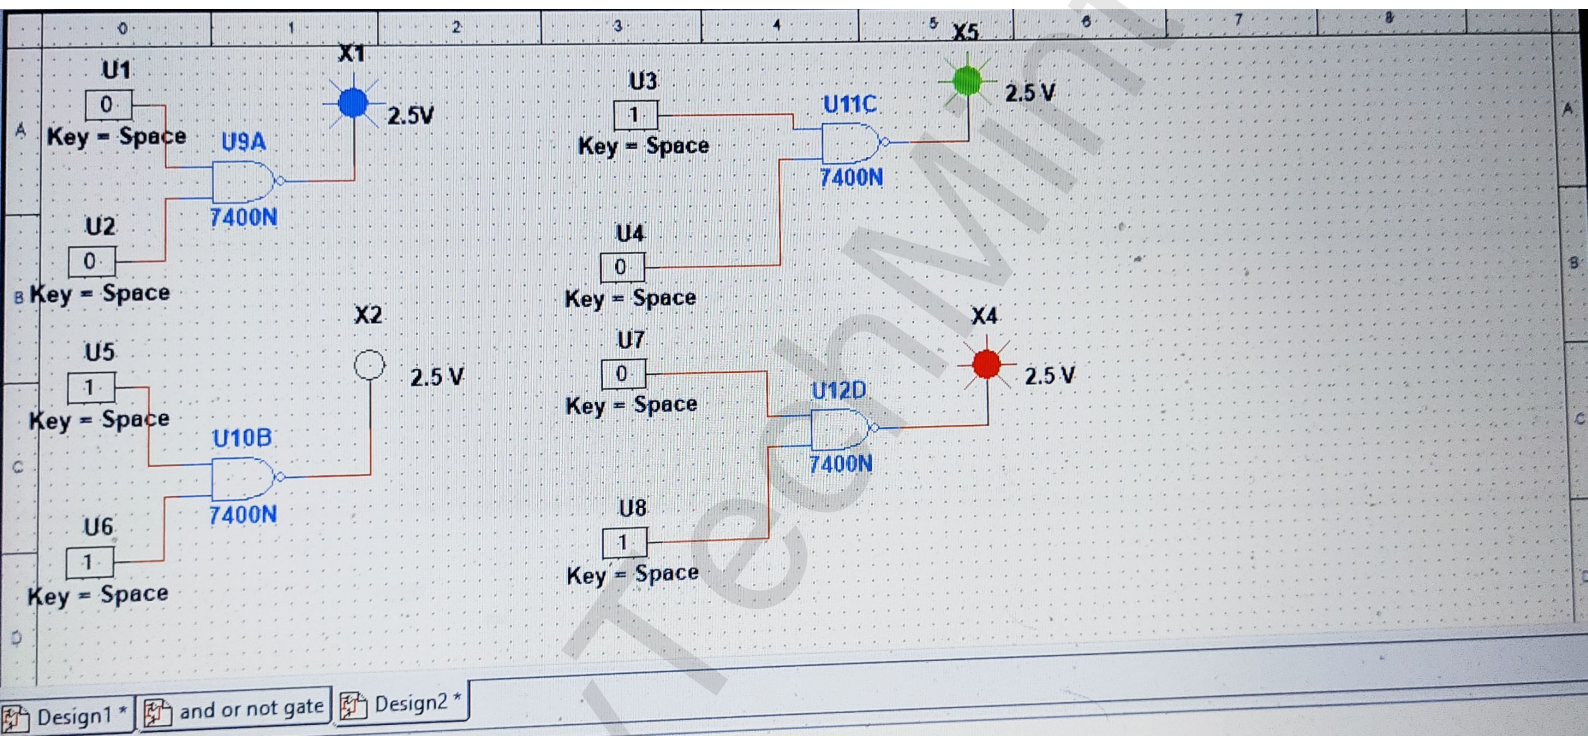 0 1 2 3 4 5 6 7 8
A
B
C
D
A
B
C
U1
0
Key = Space
U9A
7400N
U2
0
Key = Space
X1
2.5V
U5
1
Key = Space
U10B
7400N
U6
1
Key = Space
X2
2.5 V
U3
1
Key = Space
U11C
7400N
U4
0
Key = Space
X5
2.5 V
U7
0
Key = Space
U12D
7400N
U8
1
Key = Space
X4
2.5 V
TechMint
Design1 *
and or not gate
Design2 *